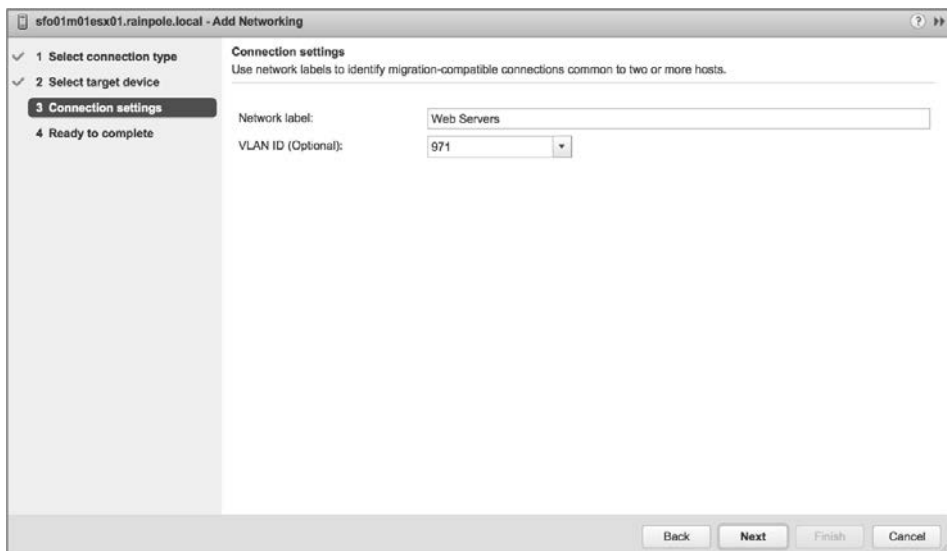 sfo01m01esx01.rainpole.local - Add Networking
?
1 Select connection type
2 Select target device
3 Connection settings
4 Ready to complete
Connection settings
Use network labels to identify migration-compatible connections common to two or more hosts.
Network label: Web Servers
VLAN ID (Optional): 971
Back Next Finish Cancel